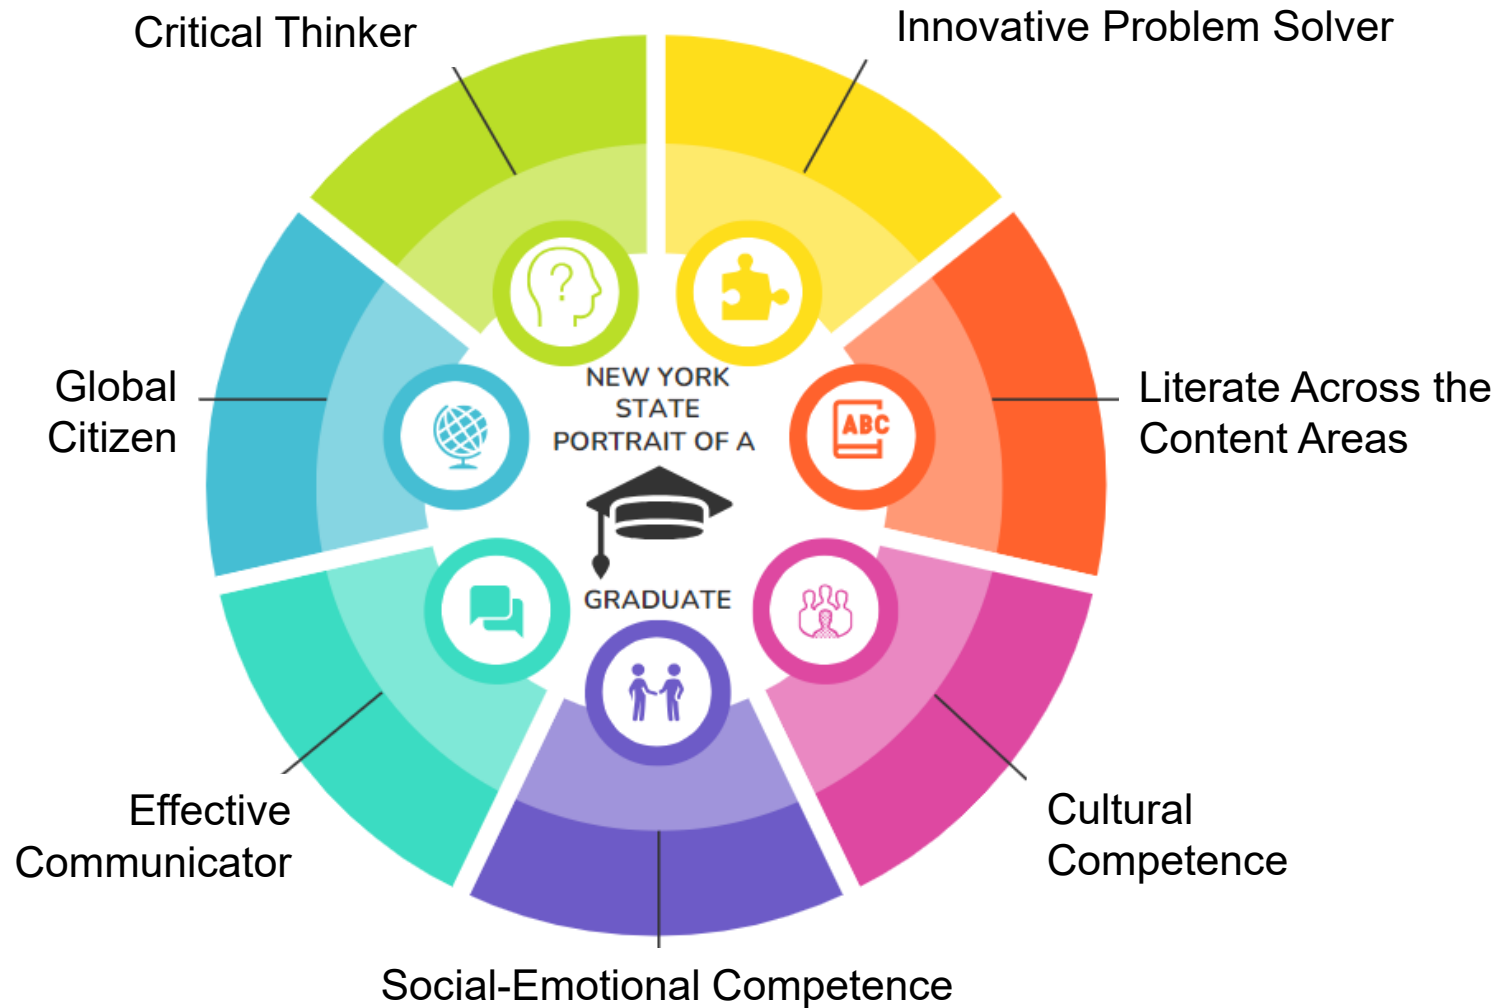 Critical Thinker
Innovative Problem Solver
?
NEW YORK
STATE
PORTRAIT OF A
GRADUATE
Global
Citizen
ABC
Literate Across the
Content Areas
Effective
Communicator
Cultural
Competence
Social-Emotional Competence